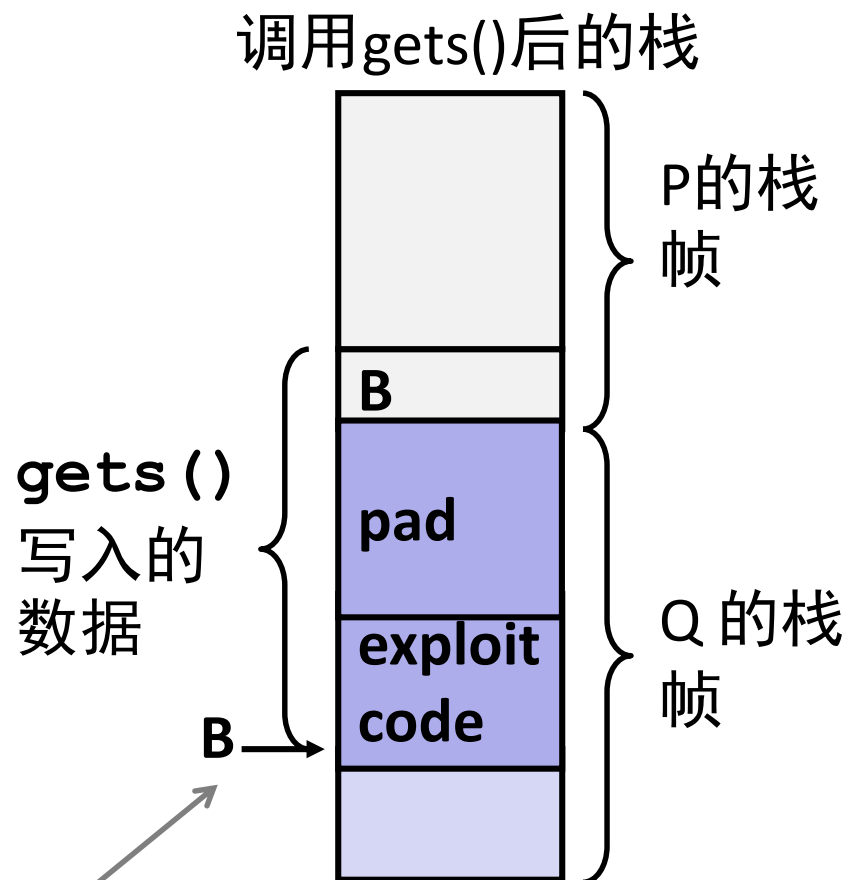 调用gets()后的栈
P的栈
帧
B
gets()
写入的
数据
pad
exploit
code
B
Q 的栈
帧